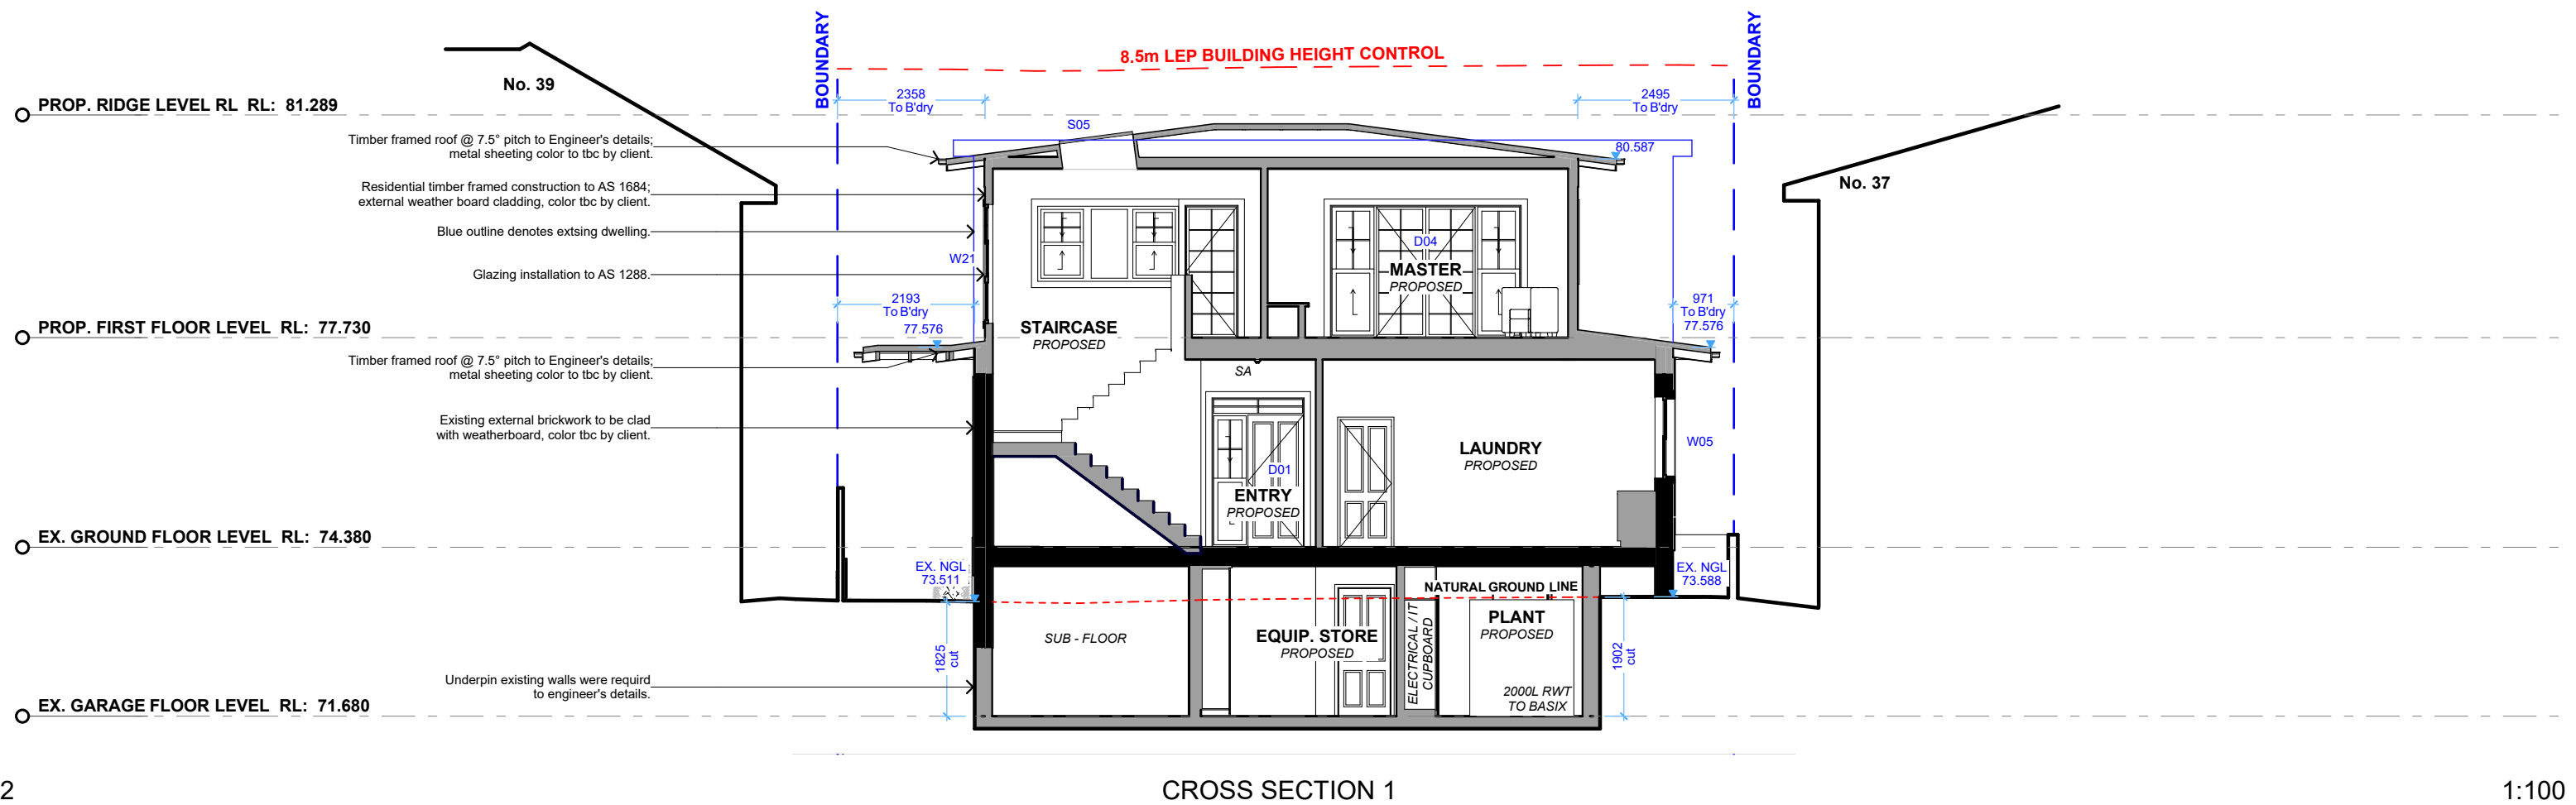 BOUNDARY
BOUNDARY
8.5m LEP BUILDING HEIGHT CONTROL
No. 39
2358
To B'dry
2495
To B'dry
PROP. RIDGE LEVEL RL RL: 81.289
S05
Timber framed roof @ 7.5° pitch to Engineer's details;
metal sheeting color to tbc by client.
80.587
Residential timber framed construction to AS 1684;
external weather board cladding, color tbc by client.
No. 37
Blue outline denotes extsing dwelling.
W21
D04
Glazing installation to AS 1288.
MASTER
PROPOSED
2193
To B'dry
77.576
971
To B'dry
77.576
PROP. FIRST FLOOR LEVEL RL: 77.730
STAIRCASE
PROPOSED
Timber framed roof @ 7.5° pitch to Engineer's details;
metal sheeting color to tbc by client.
SA
Existing external brickwork to be clad
with weatherboard, color tbc by client.
W05
LAUNDRY
PROPOSED
D01
ENTRY
PROPOSED
EX. GROUND FLOOR LEVEL RL: 74.380
EX. NGL
73.511
EX. NGL
73.588
NATURAL GROUND LINE
PLANT
PROPOSED
SUB - FLOOR
EQUIP. STORE
PROPOSED
ELECTRICAL / IT
CUPBOARD
1825
cut
1902
cut
Underpin existing walls were requird
to engineer's details.
2000L RWT
TO BASIX
EX. GARAGE FLOOR LEVEL RL: 71.680
2
CROSS SECTION 1
1:100